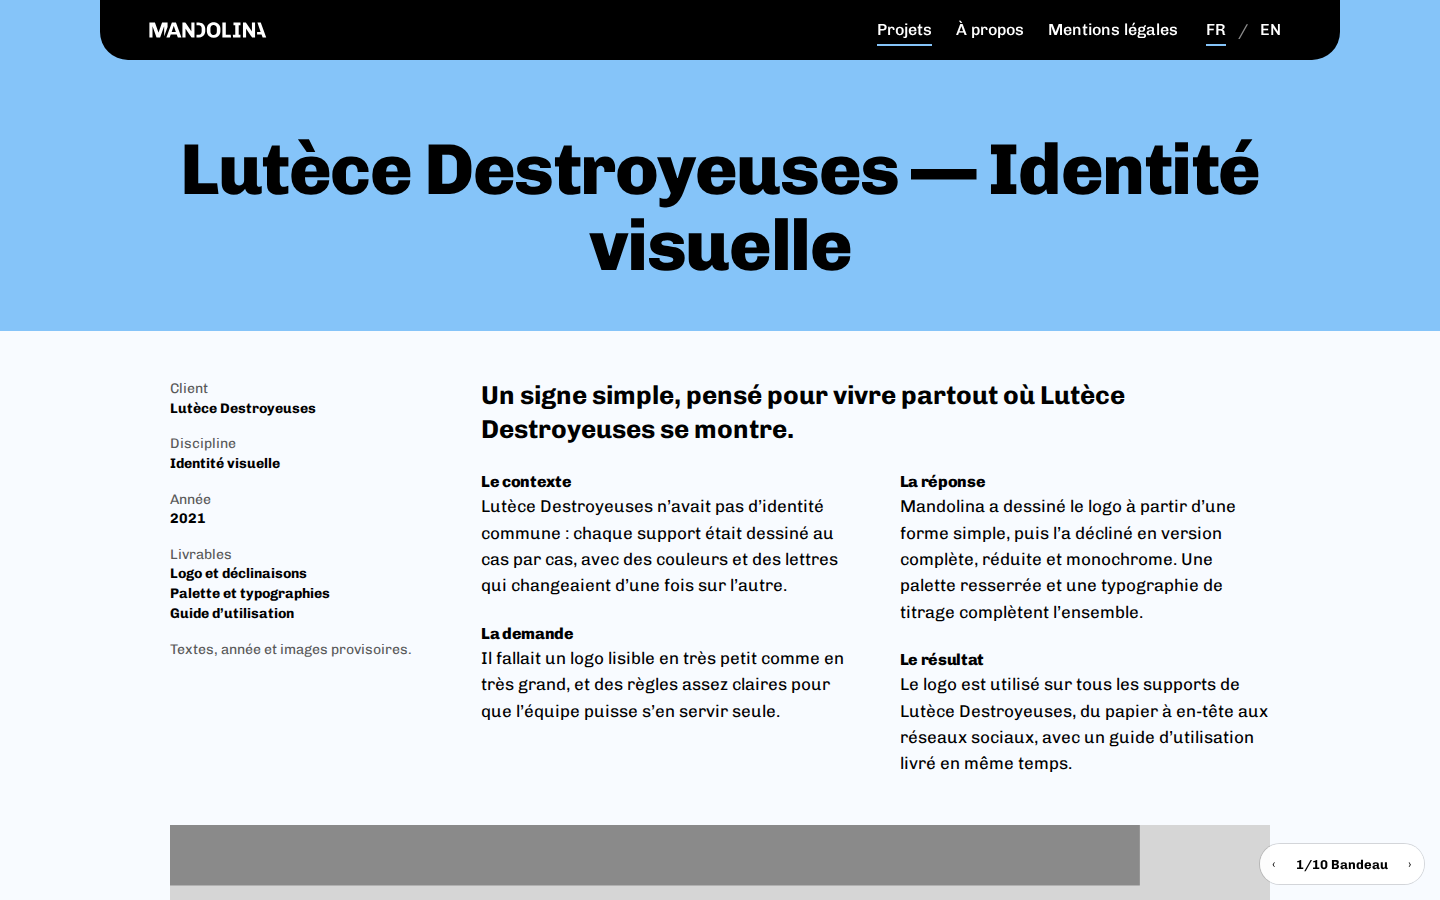 MANDOLINA
Projets
À propos
Mentions légales
FR / EN
Lutèce Destroyeuses — Identité
visuelle
Client
Lutèce Destroyeuses
Discipline
Identité visuelle
Année
2021
Livrables
Logo et déclinaisons
Palette et typographies
Guide d’utilisation
Textes, année et images provisoires.
Un signe simple, pensé pour vivre partout où Lutèce
Destroyeuses se montre.
Le contexte
Lutèce Destroyeuses n’avait pas d’identité
commune : chaque support était dessiné au
cas par cas, avec des couleurs et des lettres
qui changeaient d’une fois sur l’autre.
La demande
Il fallait un logo lisible en très petit comme en
très grand, et des règles assez claires pour
que l’équipe puisse s’en servir seule.
La réponse
Mandolina a dessiné le logo à partir d’une
forme simple, puis l’a décliné en version
complète, réduite et monochrome. Une
palette resserrée et une typographie de
titrage complètent l’ensemble.
Le résultat
Le logo est utilisé sur tous les supports de
Lutèce Destroyeuses, du papier à en-tête aux
réseaux sociaux, avec un guide d’utilisation
livré en même temps.
‹ 1/10 Bandeau ›